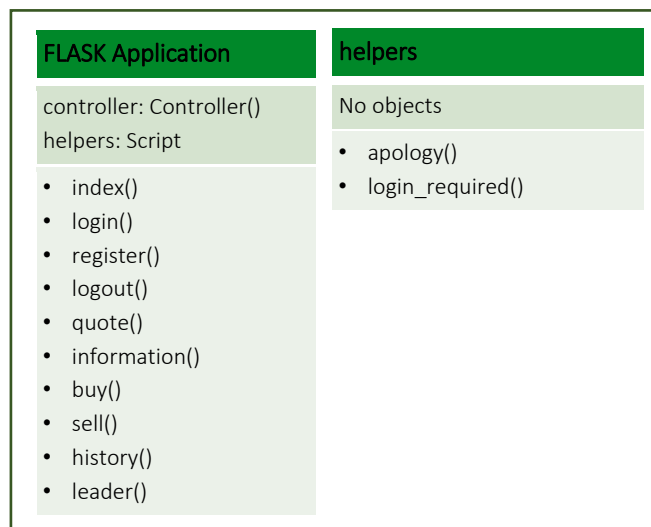 FLASK Application
controller: Controller()
helpers: Script
• index()
• login()
• register()
• logout()
• quote()
• information()
• buy()
• sell()
• history()
• leader()
helpers
No objects
• apology()
• login_required()